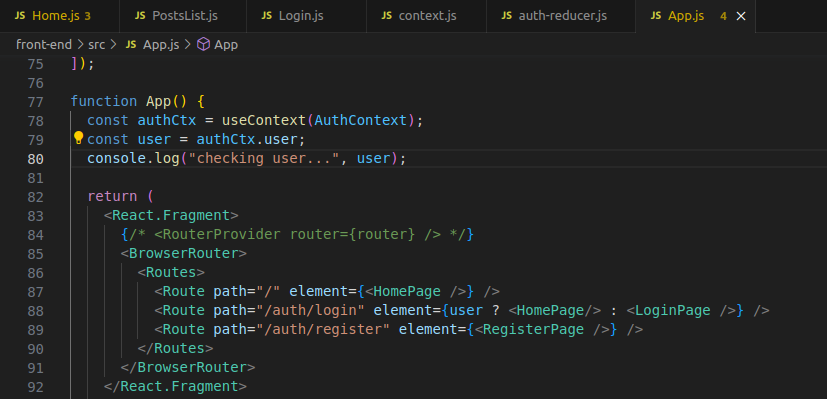 JS Home.js 3 JS PostsList.js JS Login.js JS context.js JS auth-reducer.js JS App.js 4
front-end > src > JS App.js > App
75 ]);
76
77 function App() {
78 const authCtx = useContext(AuthContext);
79 const user = authCtx.user;
80 console.log("checking user...", user);
81
82 return (
83 <React.Fragment>
84 {/* <RouterProvider router={router} /> */}
85 <BrowserRouter>
86 <Routes>
87 <Route path="/" element={<HomePage />} />
88 <Route path="/auth/login" element={user ? <HomePage/> : <LoginPage />} />
89 <Route path="/auth/register" element={<RegisterPage />} />
90 </Routes>
91 </BrowserRouter>
92 </React.Fragment>